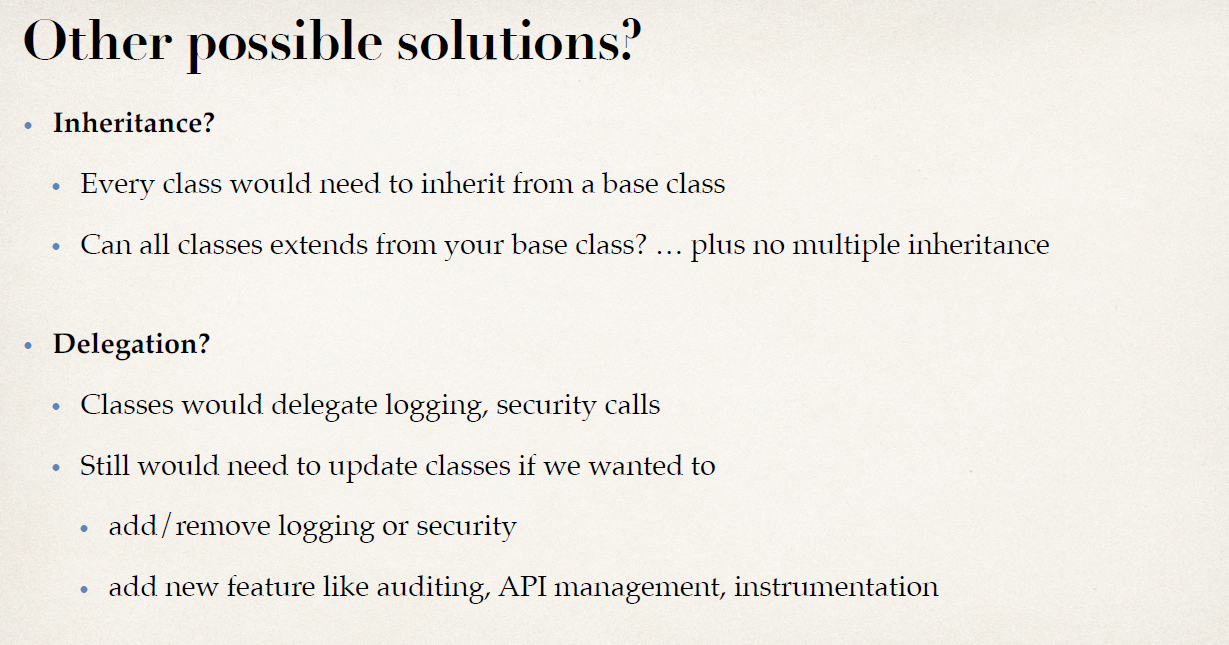 Other possible solutions?
• Inheritance?
• Every class would need to inherit from a base class
• Can all classes extends from your base class? … plus no multiple inheritance
• Delegation?
• Classes would delegate logging, security calls
• Still would need to update classes if we wanted to
• add/remove logging or security
• add new feature like auditing, API management, instrumentation